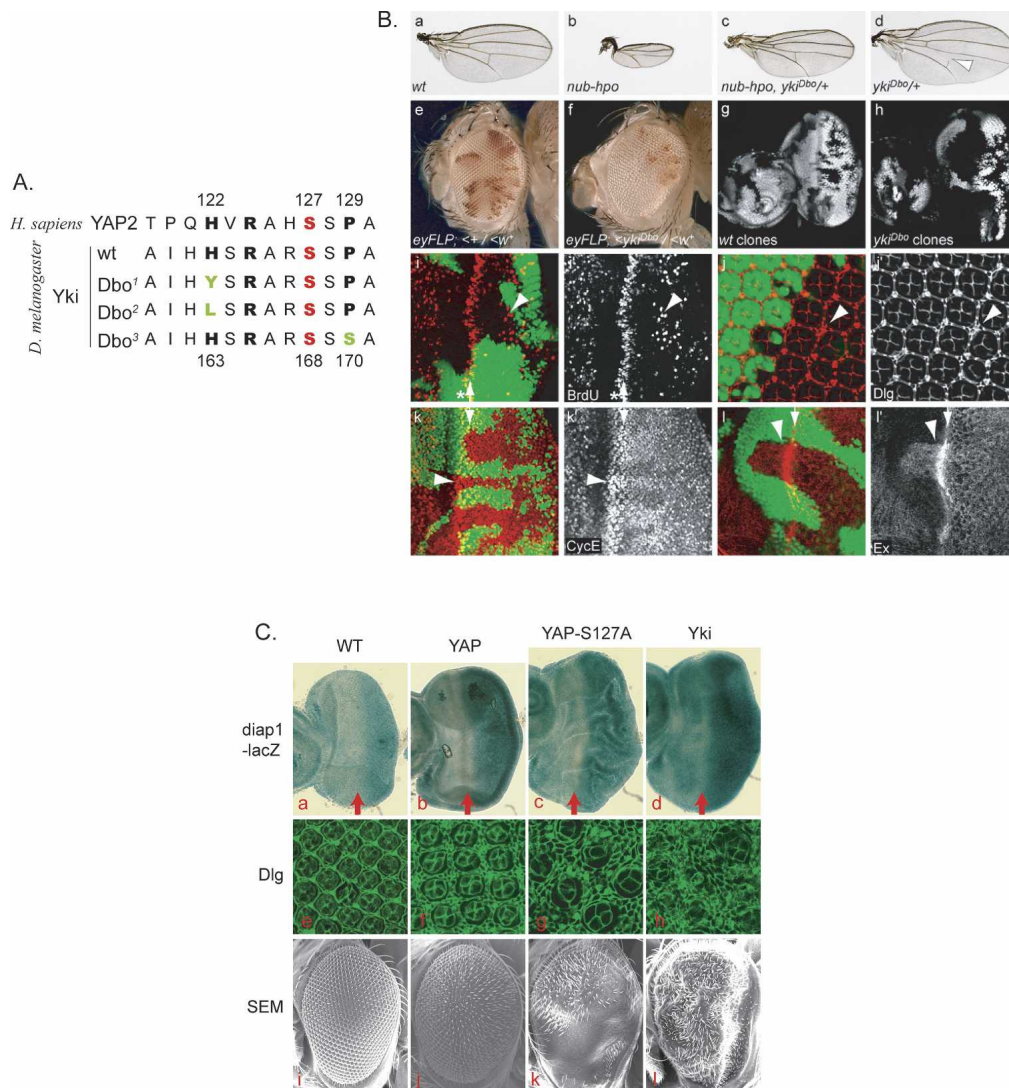 A.
122 127 129
H. sapiens YAP2 T P Q H V R A H S S P A
D. melanogaster
Yki
wt A I H H S R A R S S P A
Dbo1 A I H Y S R A R S S P A
Dbo2 A I H L S R A R S S P A
Dbo3 A I H H S R A R S S S A
163 168 170
B.
a b c d
wt nub-hpo nub-hpo, ykiDbo/+ ykiDbo/+
e f g h
eyFLP; <+ / <w+ eyFLP; <ykiDbo / <w+ wt clones ykiDbo clones
i i' j j'
* BrdU * Dlg
k k' l l'
CycE Ex
C.
WT YAP YAP-S127A Yki
diap1
-lacZ
a b c d
Dlg
e f g h
SEM
i j k l